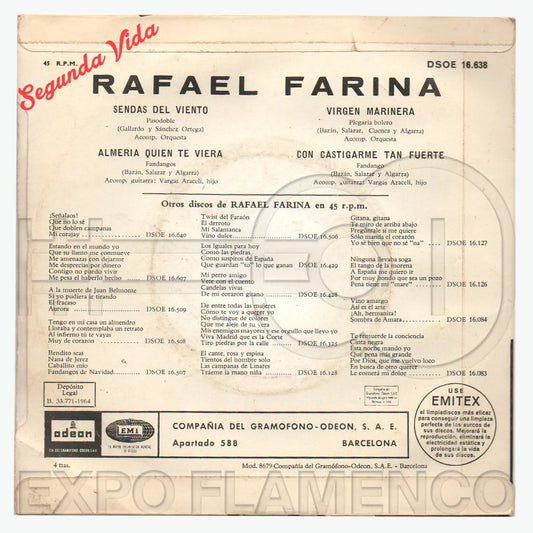 45 R.P.M.
Segunda Vida
DSOE 16.638
RAFAEL FARINA
SENDAS DEL VIENTO
Pasodoble
(Gallardo y Sánchez Ortega)
Acomp. Orquesta
VIRGEN MARINERA
Plegaria bolero
(Bazán, Salazar, Cuenca y Algarra)
Acomp. Orquesta
ALMERIA QUIEN TE VIERA
Fandangos
(Bazán, Salazar y Algarra)
Acomp. guitarra: Vargas Araceli, hijo
CON CASTIGARME TAN FUERTE
Fandango
(Bazán, Salazar y Algarra)
Acomp. guitarra: Vargas Araceli, hijo
Otros discos de RAFAEL FARINA en 45 r.p.m.
¡Señalaos!
Que no lo sé
Que doblen campanas
Mi corajay DSOE 16.640
Estando en el mundo yo
Que su llanto me conmueve
Me amenazas con dejarme
Me desprecias por dinero
Contigo no puedo vivir
Me pesa el haberlo hecho DSOE 16.607
A la muerte de Juan Belmonte
Si yo pudiera ir tirando
El fracaso
Aurora DSOE 16.509
Tengo en mi casa un almendro
Lloraba y contemplaba un retrato
Al infierno tú te vayas
Muy de corazón DSOE 16.508
Bendito seas
Nana de Jerez
Caballito mío
Fandangos de Navidad DSOE 16.507
Twist del Faraón
El derroto
Mi Salamanca
Vino dulce DSOE 16.506
Los iguales para hoy
Como las piedras
Como suspiros de España
Que guardan "to" lo que ganan DSOE 16.429
Mi perro amigo
Vete con el cuento
Candelas vivas
De mi corazón gitano DSOE 16.428
De entre todas las mujeres
Cómo te voy a querer yo
No distingue de colores
Que me aleje de tu vera
Mis enemigos mayores y ese orgullo que llevo yo
Viva Madrid que es la Corte
Tira piedras por la calle DSOE 16.325
El cante, rosa y espina
Tientos del hombre solo
Las campanas de Linares
Tráeme la mano niña DSOE 16.128
Gitana, gitana
Te miro de arriba abajo
Pregúntale si me quiere
Sólo manda el corazón
Yo sé bien que no sé "na" DSOE 16.127
Ninguna llevaba soga
El tango de la morena
A España me quiero ir
Por muy hondo que sea un pozo
Pena tiene mi "mare" DSOE 16.126
Vino amargo
Así es el arte
¡Ah, hermanita!
Sombra de Amara DSOE 16.084
Te remuerde la conciencia
Canta negra
Esta noche mando yo
Que pena más grande
Por Dios, que me vuelvo loco
En busca de otro querer
Le comerá mi dolor DSOE 16.083
Depósito
Legal
B. 33.771-1964
odeon
EMI
COMPAÑIA DEL GRAMOFONO-ODEON, S. A. E.
Apartado 588 BARCELONA
USE
EMITEX
el limpiadiscos más eficaz
para conseguir una limpieza
perfecta de los surcos de
sus discos. Mejorará la
reproducción, eliminará la
electricidad estática y
prolongará la vida
de sus discos.
4 ttas.
Mod. 8679 Compañía del Gramófono-Odeon. S.A.E. - Barcelona
EXPO FLAMENCO